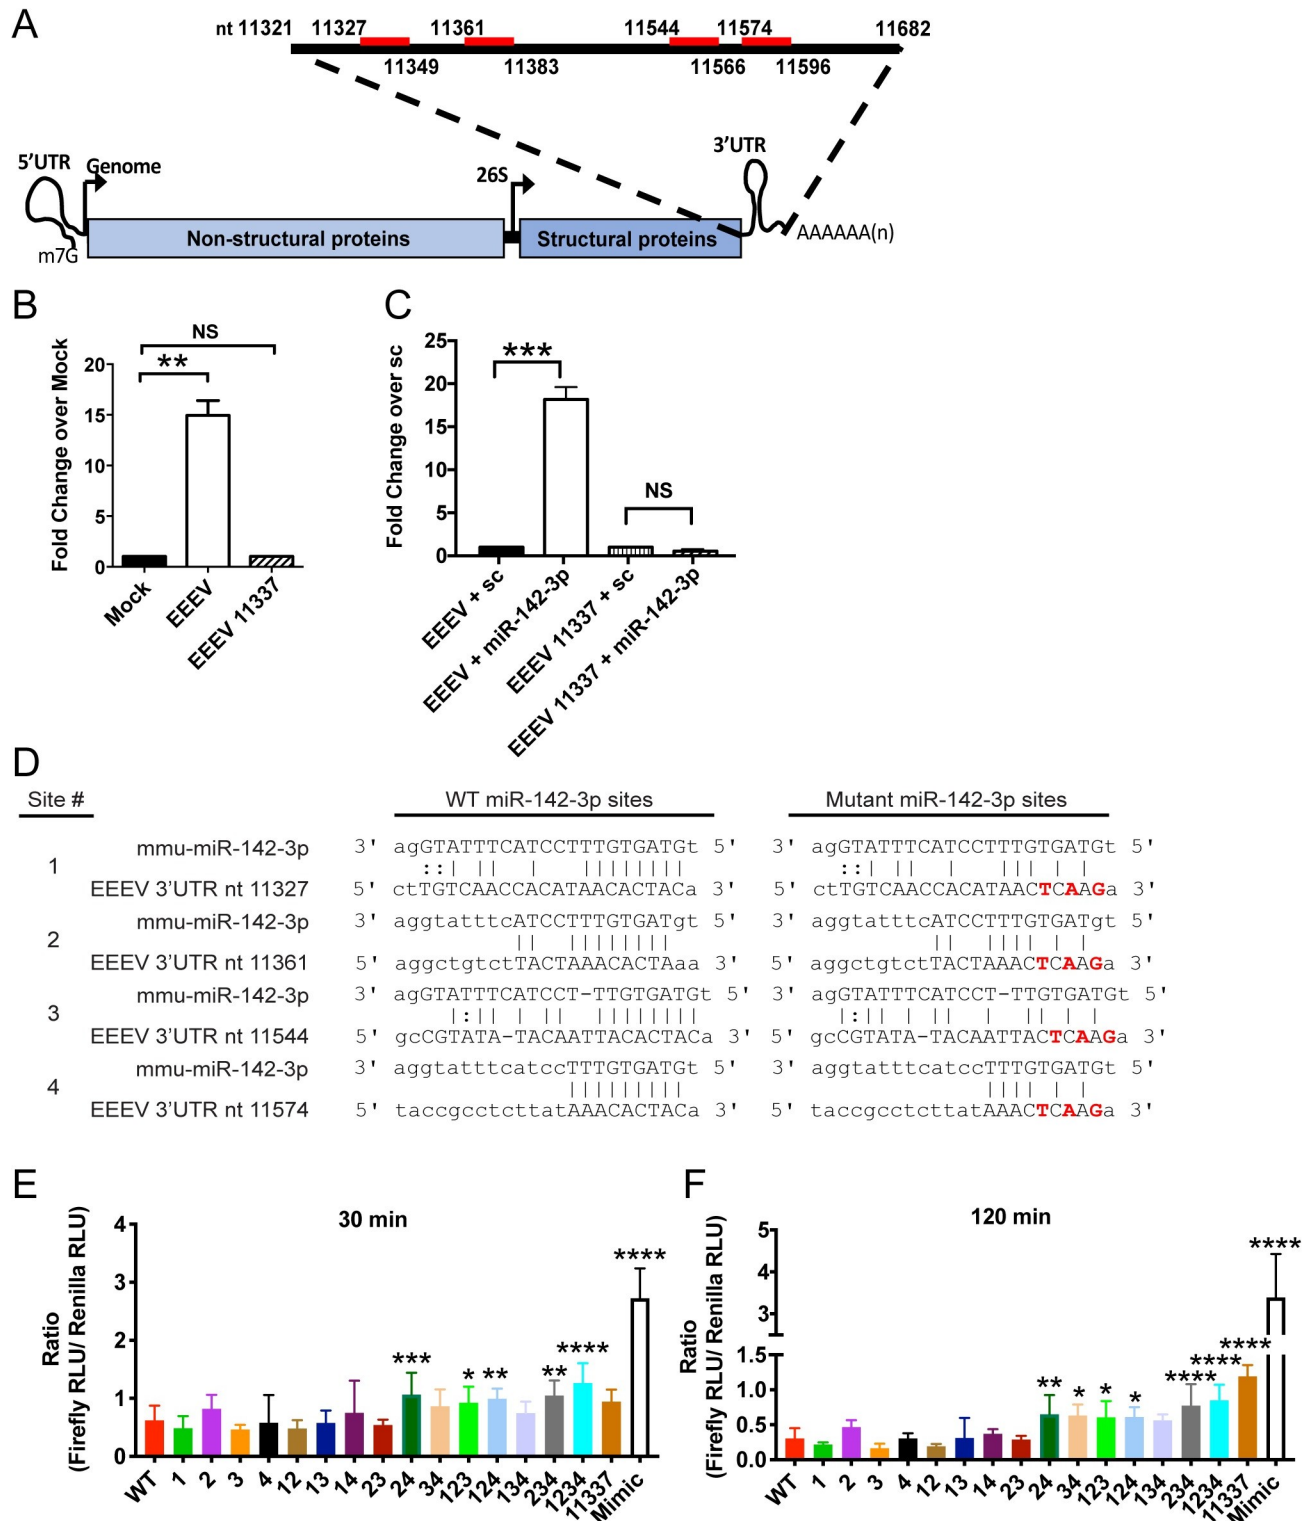 A
nt 11321 11327 11361 11544 11574 11682
11349 11383 11566 11596
5'UTR Genome 26S 3'UTR
m7G Non-structural proteins Structural proteins AAAAAA(n)
B
Fold Change over Mock
20
15
10
5
0
NS
**
Mock EEEV EEEV 11337
C
Fold Change over sc
25
20
15
10
5
0
***
NS
EEEV + sc EEEV + miR-142-3p EEEV 11337 + sc EEEV 11337 + miR-142-3p
D
Site # WT miR-142-3p sites Mutant miR-142-3p sites
mmu-miR-142-3p 3' agGTATTTCATCCTTTGTGATGt 5' 3' agGTATTTCATCCTTTGTGATGt 5'
1
EEEV 3'UTR nt 11327 5' ctTGTCAACCACATAACACTACa 3' 5' ctTGTCAACCACATAACTCAAGa 3'
mmu-miR-142-3p 3' aggtatttcATCCTTTGTGATgt 5' 3' aggtatttcATCCTTTGTGATgt 5'
2
EEEV 3'UTR nt 11361 5' aggctgtctTACTAAACACTAaa 3' 5' aggctgtctTACTAAACTCAAGa 3'
mmu-miR-142-3p 3' agGTATTTCATCCT-TTGTGATGt 5' 3' agGTATTTCATCCT-TTGTGATGt 5'
3
EEEV 3'UTR nt 11544 5' gcCGTATA-TACAATTACACTACa 3' 5' gcCGTATA-TACAATTACTCAAGa 3'
mmu-miR-142-3p 3' aggtatttcatccTTTGTGATGt 5' 3' aggtatttcatccTTTGTGATGt 5'
4
EEEV 3'UTR nt 11574 5' taccgcctcttatAAACACTACa 3' 5' taccgcctcttatAAACTCAAGa 3'
E
30 min
Ratio
(Firefly RLU/ Renilla RLU)
4
3
2
1
0
*** * ** ** **** ****
WT 1 2 3 4 12 13 14 23 24 34 123 124 134 234 1234 11337 Mimic
F
120 min
Ratio
(Firefly RLU/ Renilla RLU)
5
4
3
1.5
1.0
0.5
0.0
** * * * **** **** **** ****
WT 1 2 3 4 12 13 14 23 24 34 123 124 134 234 1234 11337 Mimic